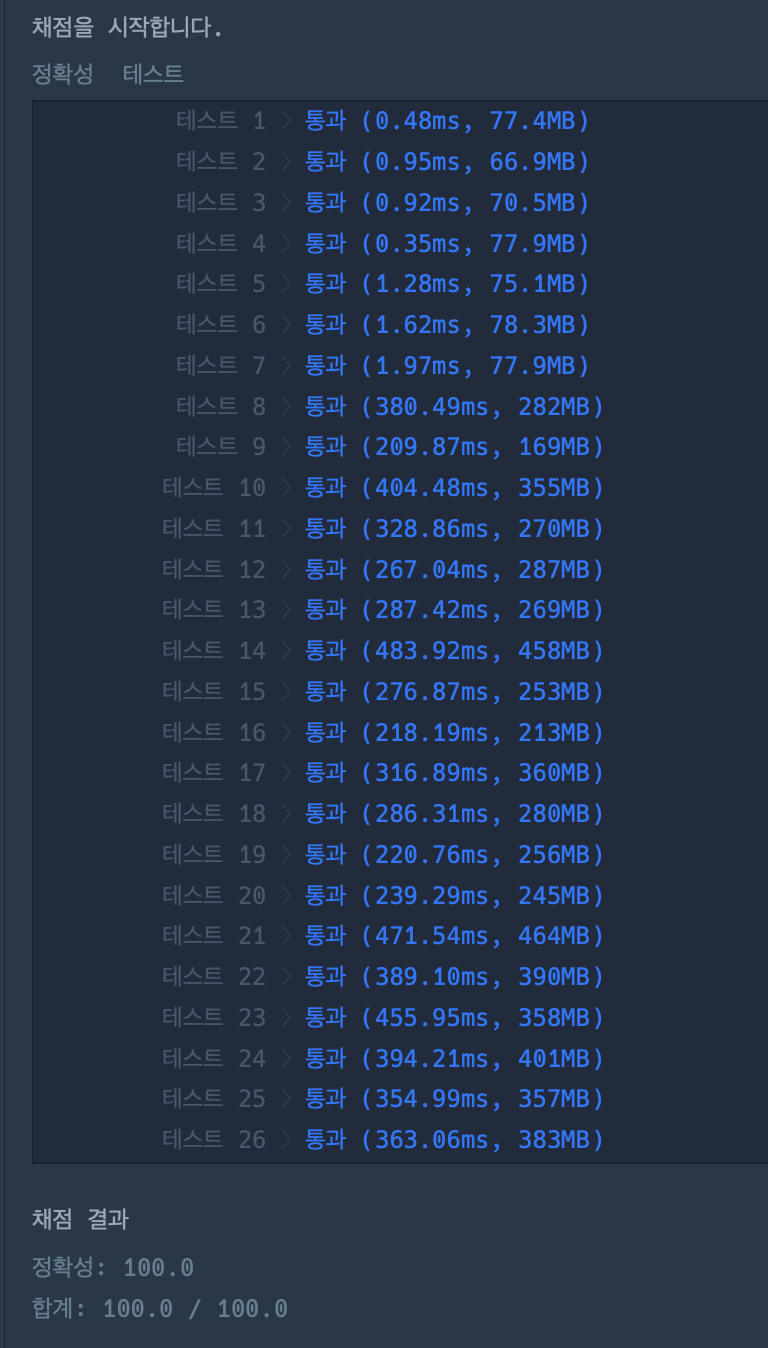 채점을 시작합니다.
정확성 테스트
테스트 1 〉 통과 (0.48ms, 77.4MB)
테스트 2 〉 통과 (0.95ms, 66.9MB)
테스트 3 〉 통과 (0.92ms, 70.5MB)
테스트 4 〉 통과 (0.35ms, 77.9MB)
테스트 5 〉 통과 (1.28ms, 75.1MB)
테스트 6 〉 통과 (1.62ms, 78.3MB)
테스트 7 〉 통과 (1.97ms, 77.9MB)
테스트 8 〉 통과 (380.49ms, 282MB)
테스트 9 〉 통과 (209.87ms, 169MB)
테스트 10 〉 통과 (404.48ms, 355MB)
테스트 11 〉 통과 (328.86ms, 270MB)
테스트 12 〉 통과 (267.04ms, 287MB)
테스트 13 〉 통과 (287.42ms, 269MB)
테스트 14 〉 통과 (483.92ms, 458MB)
테스트 15 〉 통과 (276.87ms, 253MB)
테스트 16 〉 통과 (218.19ms, 213MB)
테스트 17 〉 통과 (316.89ms, 360MB)
테스트 18 〉 통과 (286.31ms, 280MB)
테스트 19 〉 통과 (220.76ms, 256MB)
테스트 20 〉 통과 (239.29ms, 245MB)
테스트 21 〉 통과 (471.54ms, 464MB)
테스트 22 〉 통과 (389.10ms, 390MB)
테스트 23 〉 통과 (455.95ms, 358MB)
테스트 24 〉 통과 (394.21ms, 401MB)
테스트 25 〉 통과 (354.99ms, 357MB)
테스트 26 〉 통과 (363.06ms, 383MB)
채점 결과
정확성: 100.0
합계: 100.0 / 100.0